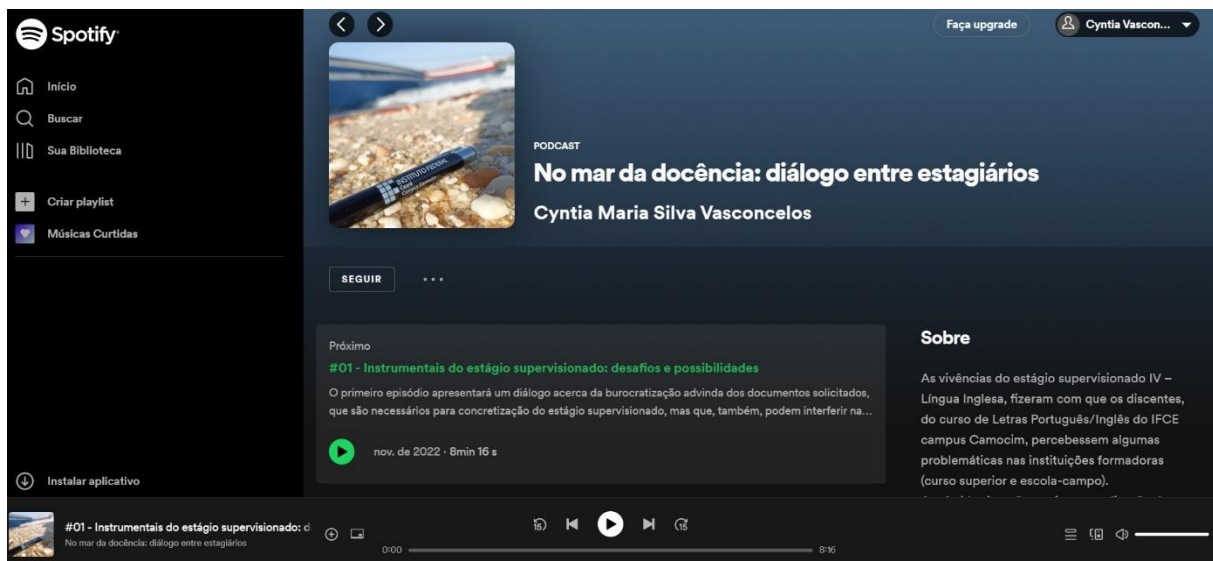 Spotify
Início
Buscar
Sua Biblioteca
Criar playlist
Músicas Curtidas
Instalar aplicativo
Faça upgrade
Cyntia Vascon...
INSTITUTO FEDERAL
Ceará
PODCAST
No mar da docência: diálogo entre estagiários
Cyntia Maria Silva Vasconcelos
SEGUIR
Próximo
#01 - Instrumentais do estágio supervisionado: desafios e possibilidades
O primeiro episódio apresentará um diálogo acerca da burocratização advinda dos documentos solicitados,
que são necessários para concretização do estágio supervisionado, mas que, também, podem interferir na...
nov. de 2022 · 8min 16 s
Sobre
As vivências do estágio supervisionado IV –
Língua Inglesa, fizeram com que os discentes,
do curso de Letras Português/Inglês do IFCE
campus Camocim, percebessem algumas
problemáticas nas instituições formadoras
(curso superior e escola-campo).
#01 - Instrumentais do estágio supervisionado: d
No mar da docência: diálogo entre estagiários
15
15
0:00
8:16